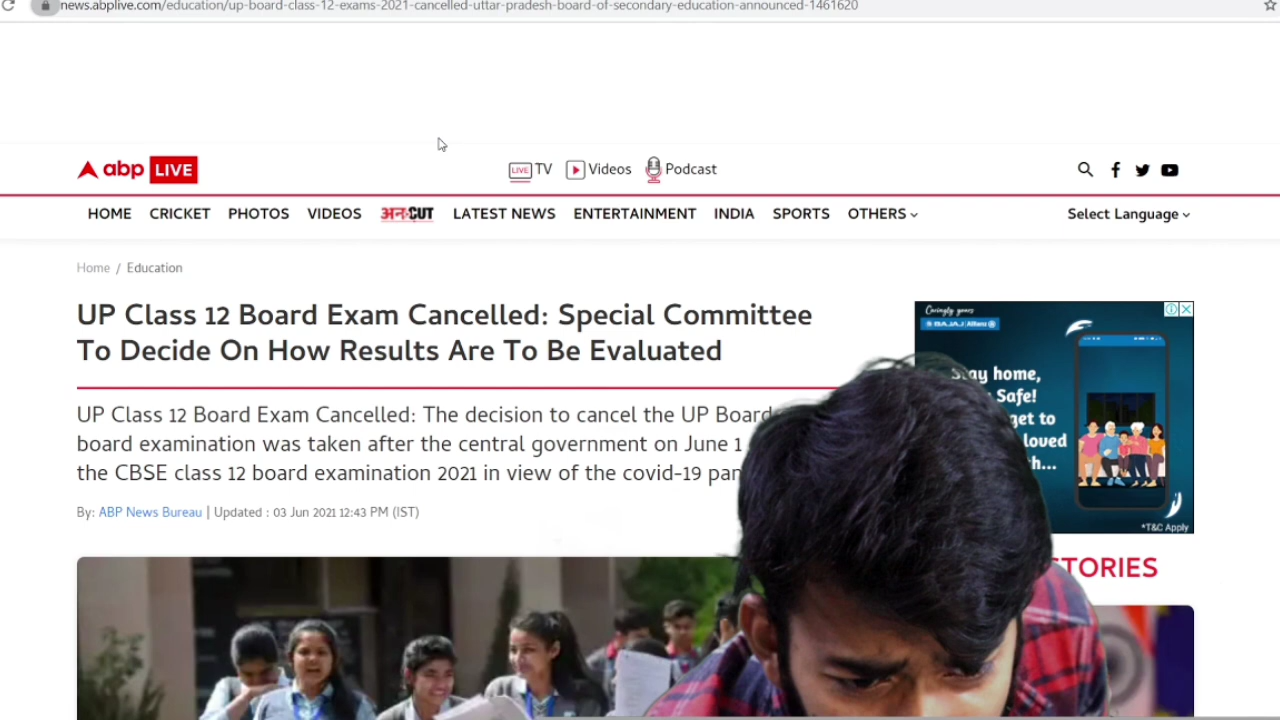 news.abplive.com/education/up-board-class-12-exams-2021-cancelled-uttar-pradesh-board-of-secondary-education-announced-1461620
abp LIVE
LIVE TV Videos Podcast
HOME CRICKET PHOTOS VIDEOS अनCUT LATEST NEWS ENTERTAINMENT INDIA SPORTS OTHERS Select Language
Home / Education
UP Class 12 Board Exam Cancelled: Special Committee
To Decide On How Results Are To Be Evaluated
UP Class 12 Board Exam Cancelled: The decision to cancel the UP Board
board examination was taken after the central government on June 1
the CBSE class 12 board examination 2021 in view of the covid-19
By: ABP News Bureau | Updated : 03 Jun 2021 12:43 PM (IST)
Caringly yours
BAJAJ Allianz
home,
Safe!
loved
*T&C Apply